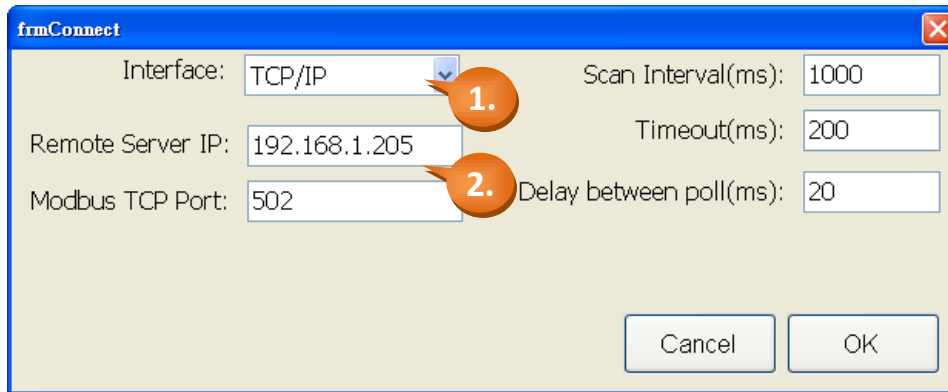 frmConnect
Interface: TCP/IP
1.
Scan Interval(ms): 1000
Remote Server IP: 192.168.1.205
Timeout(ms): 200
2.
Modbus TCP Port: 502
Delay between poll(ms): 20
Cancel
OK